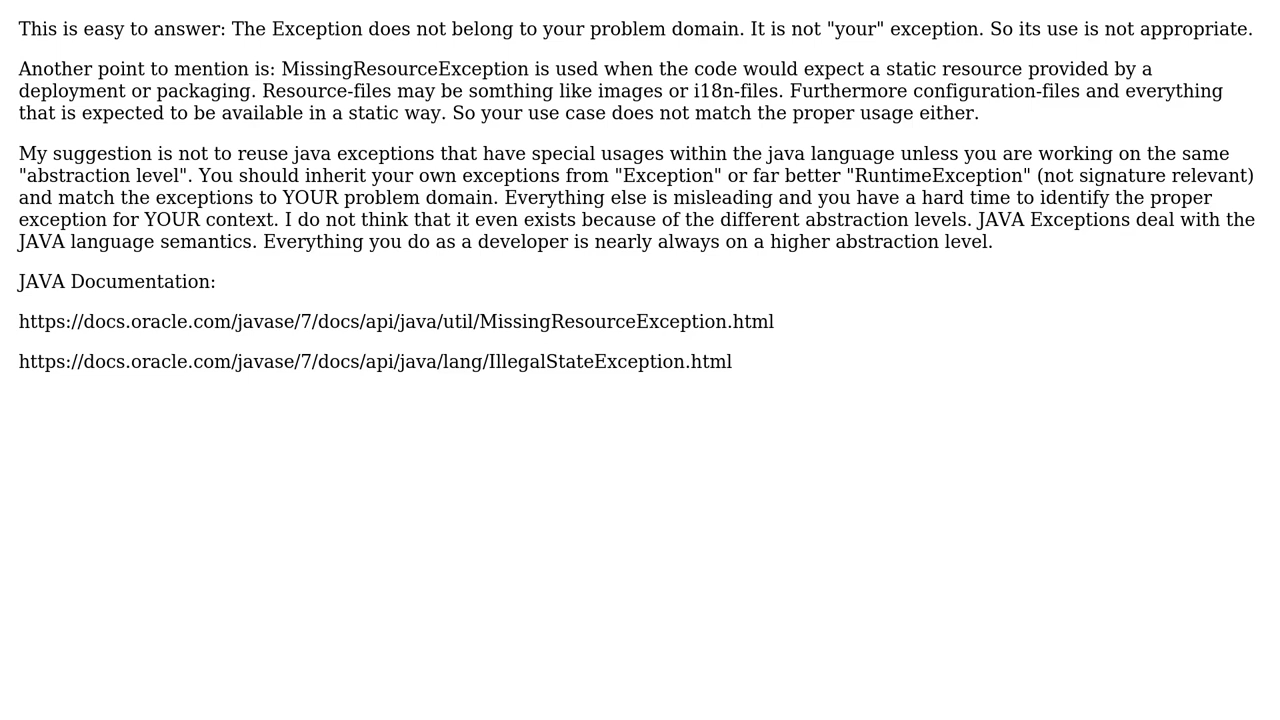 This is easy to answer: The Exception does not belong to your problem domain. It is not "your" exception. So its use is not appropriate.
Another point to mention is: MissingResourceException is used when the code would expect a static resource provided by a
deployment or packaging. Resource-files may be somthing like images or i18n-files. Furthermore configuration-files and everything
that is expected to be available in a static way. So your use case does not match the proper usage either.
My suggestion is not to reuse java exceptions that have special usages within the java language unless you are working on the same
"abstraction level". You should inherit your own exceptions from "Exception" or far better "RuntimeException" (not signature relevant)
and match the exceptions to YOUR problem domain. Everything else is misleading and you have a hard time to identify the proper
exception for YOUR context. I do not think that it even exists because of the different abstraction levels. JAVA Exceptions deal with the
JAVA language semantics. Everything you do as a developer is nearly always on a higher abstraction level.
JAVA Documentation:
https://docs.oracle.com/javase/7/docs/api/java/util/MissingResourceException.html
https://docs.oracle.com/javase/7/docs/api/java/lang/IllegalStateException.html